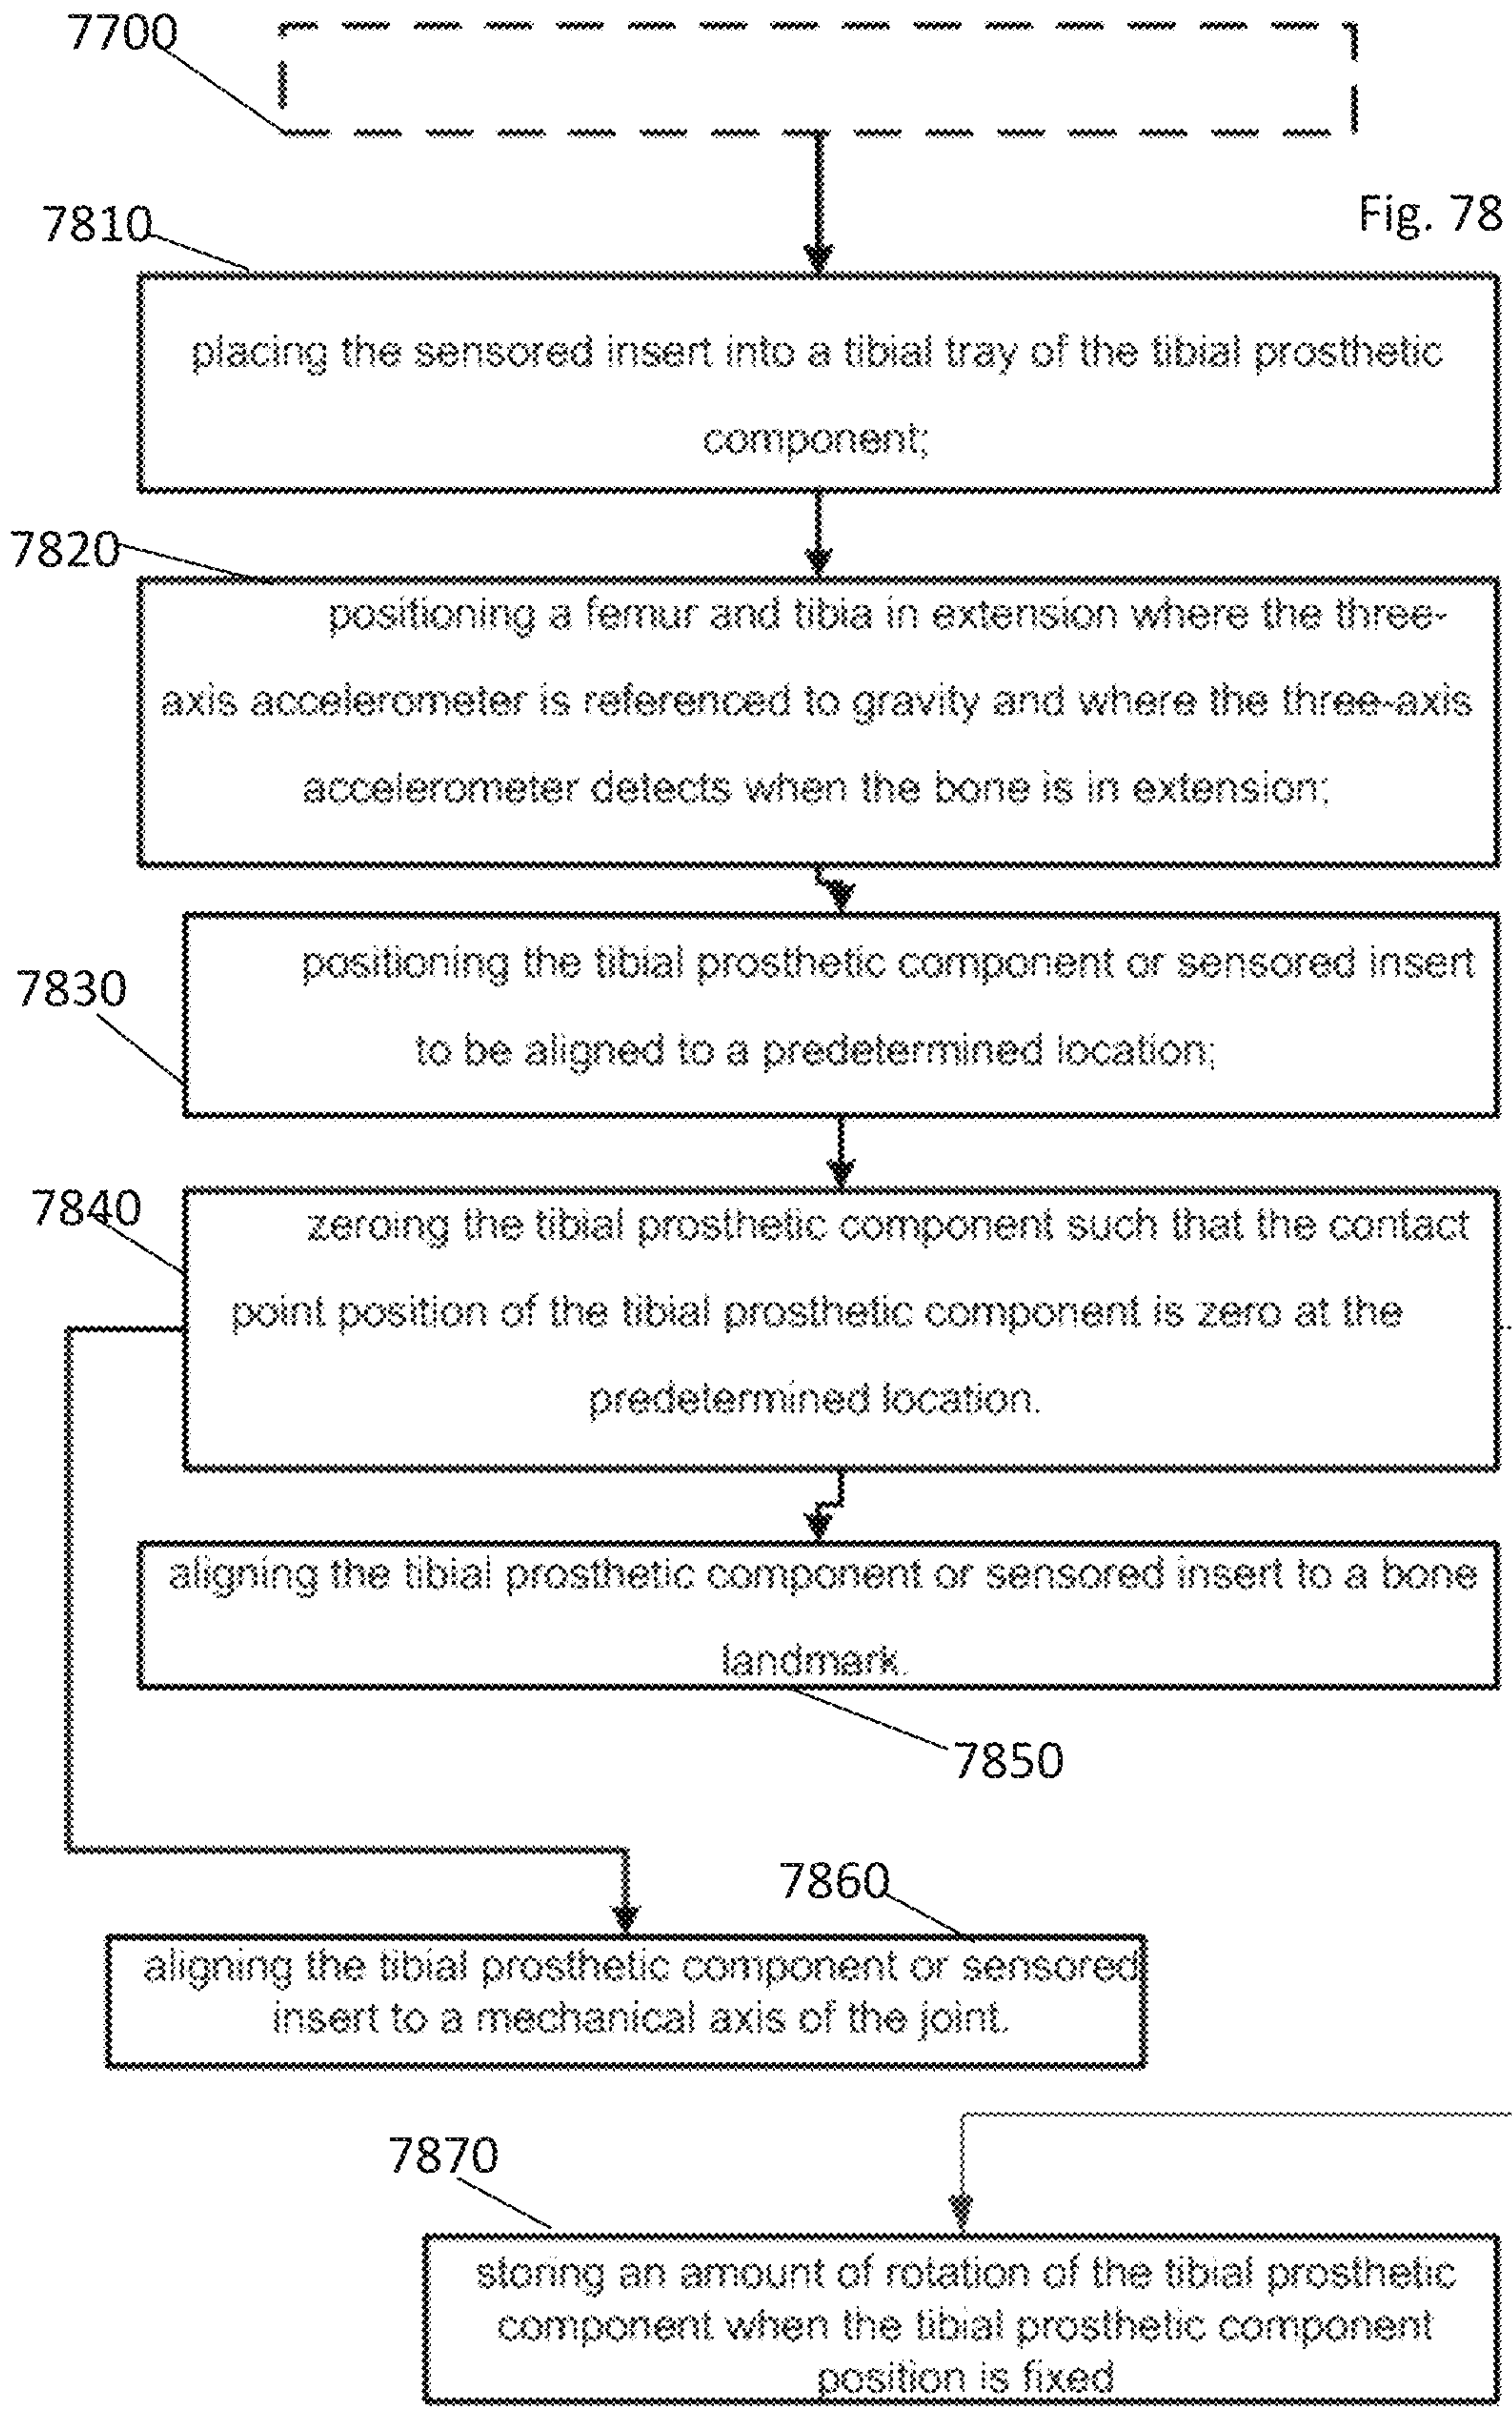 7700
Fig. 78
7810
placing the sensored insert into a tibial tray of the tibial prosthetic
component;
7820
positioning a femur and tibia in extension where the three-
axis accelerometer is referenced to gravity and where the three-axis
accelerometer detects when the bone is in extension;
7830
positioning the tibial prosthetic component or sensored insert
to be aligned to a predetermined location;
7840
zeroing the tibial prosthetic component such that the contact
point position of the tibial prosthetic component is zero at the
predetermined location.
aligning the tibial prosthetic component or sensored insert to a bone
landmark.
7850
7860
aligning the tibial prosthetic component or sensored
insert to a mechanical axis of the joint.
7870
storing an amount of rotation of the tibial prosthetic
component when the tibial prosthetic component
position is fixed